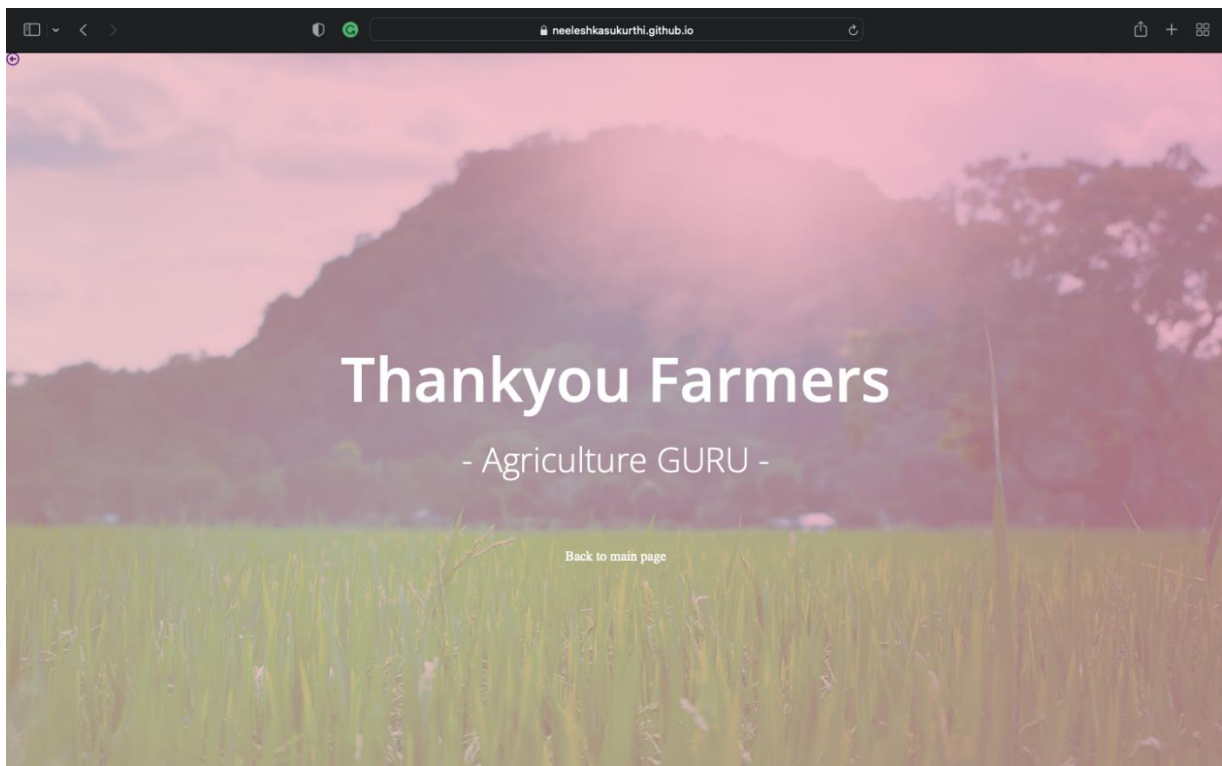 neeleshkasukurthi.github.io
Thankyou Farmers
- Agriculture GURU -
Back to main page